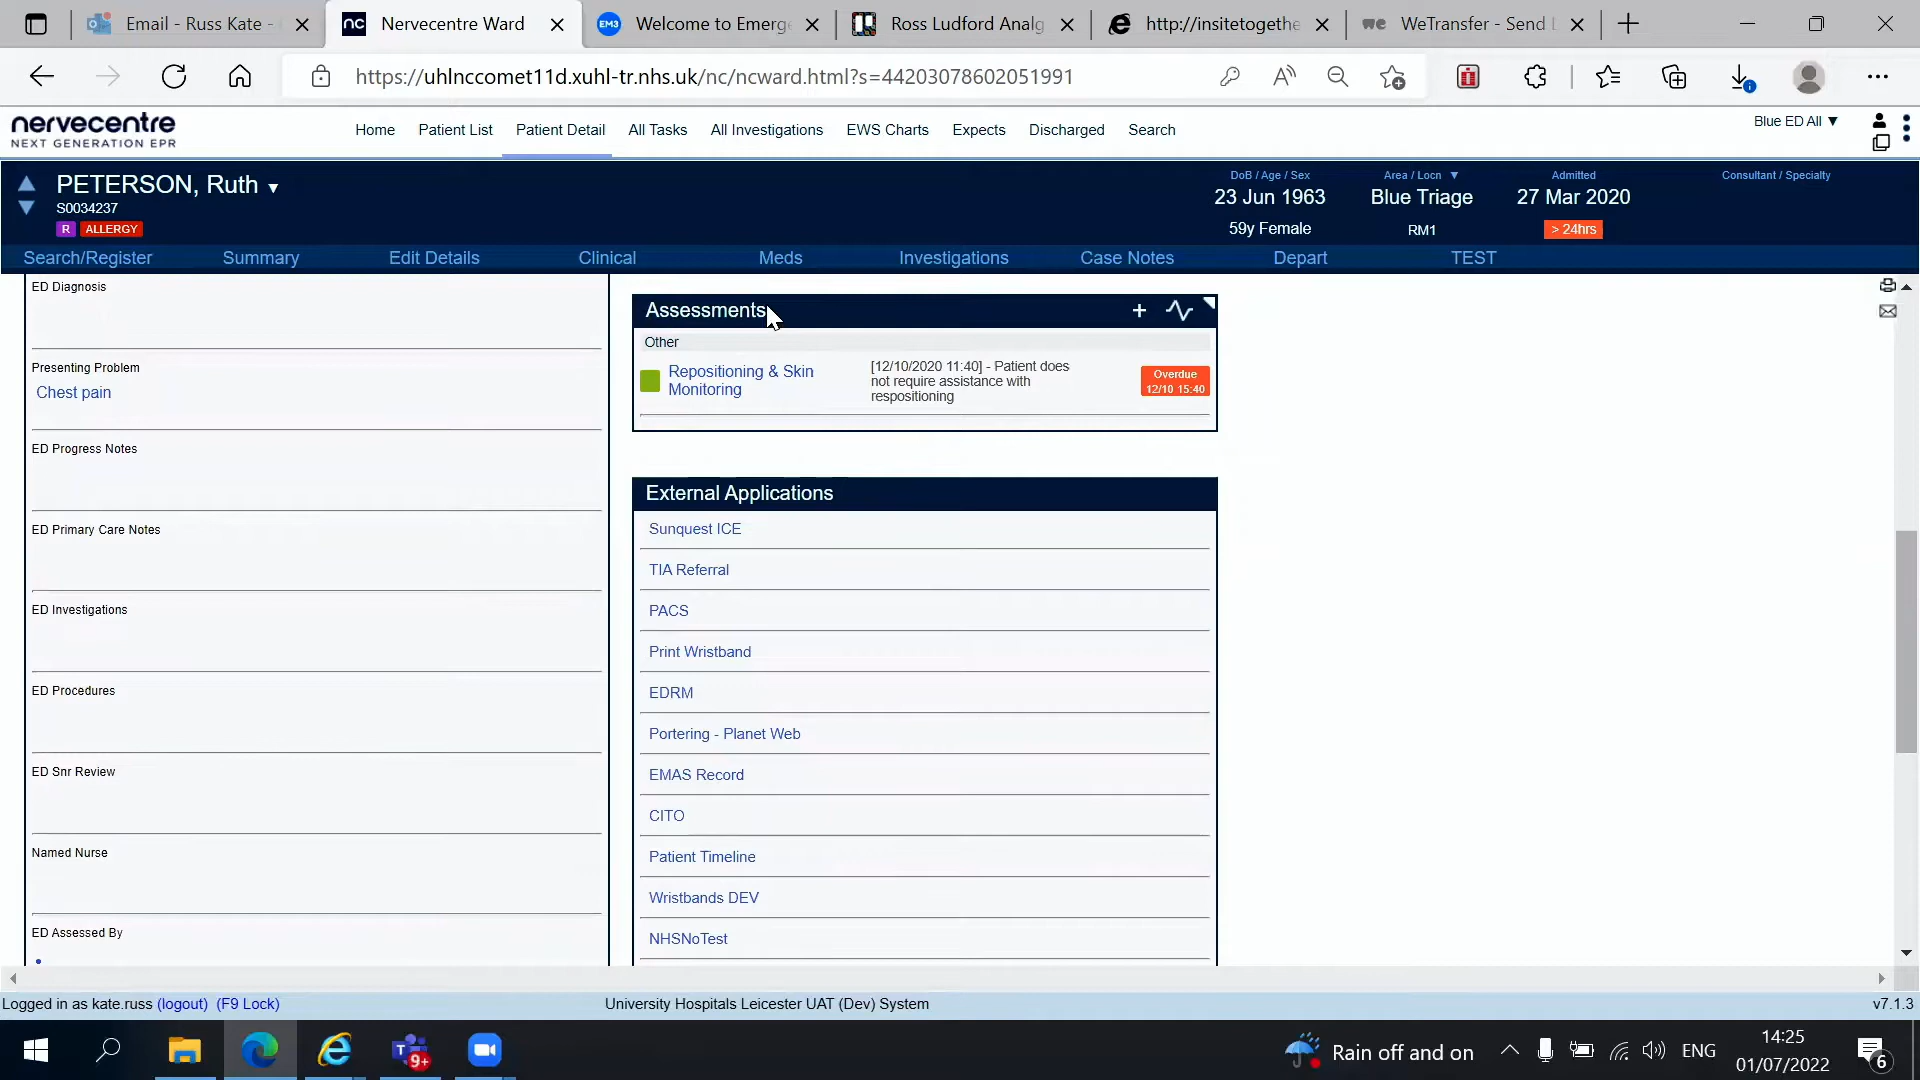 Email - Russ Kate -
Nervecentre Ward
EM3
Welcome to Emerge
Ross Ludford Analg
http://insitetogethe
we
WeTransfer - Send
https://uhlnccomet11d.xuhl-tr.nhs.uk/nc/ncward.html?s=44203078602051991
nervecentre
NEXT GENERATION EPR
Home
Patient List
Patient Detail
All Tasks
All Investigations
EWS Charts
Expects
Discharged
Search
Blue ED All ▼
PETERSON, Ruth ▾
S0034237
R ALLERGY
DoB / Age / Sex
23 Jun 1963
59y Female
Area / Locn ▼
Blue Triage
RM1
Admitted
27 Mar 2020
> 24hrs
Consultant / Specialty
Search/Register
Summary
Edit Details
Clinical
Meds
Investigations
Case Notes
Depart
TEST
ED Diagnosis
Presenting Problem
Chest pain
ED Progress Notes
ED Primary Care Notes
ED Investigations
ED Procedures
ED Snr Review
Named Nurse
ED Assessed By
Assessments
Other
Repositioning & Skin
Monitoring
[12/10/2020 11:40] - Patient does
not require assistance with
respositioning
Overdue
12/10 15:40
External Applications
Sunquest ICE
TIA Referral
PACS
Print Wristband
EDRM
Portering - Planet Web
EMAS Record
CITO
Patient Timeline
Wristbands DEV
NHSNoTest
Logged in as kate.russ (logout) (F9 Lock)
University Hospitals Leicester UAT (Dev) System
v7.1.3
9+
Rain off and on
ENG
14:25
01/07/2022
6